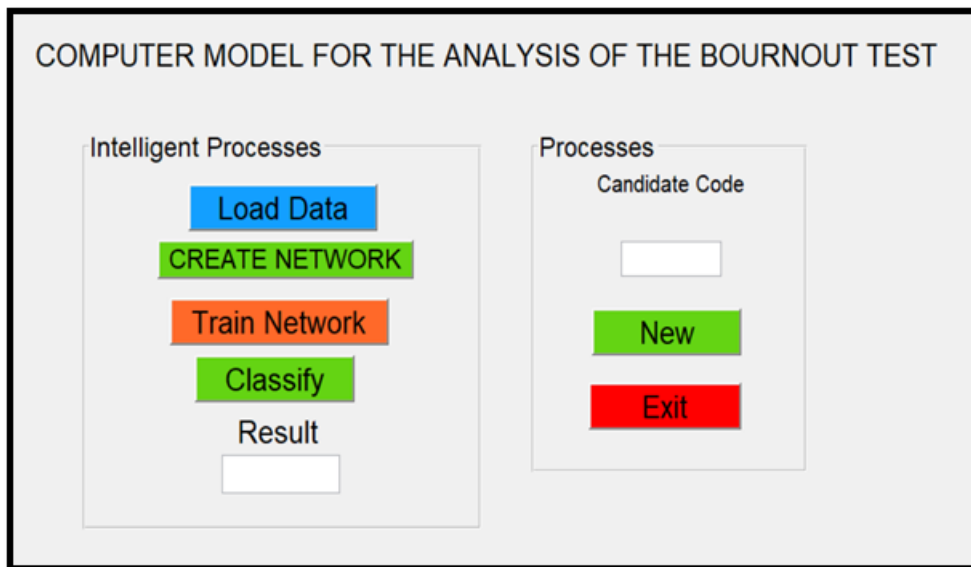 COMPUTER MODEL FOR THE ANALYSIS OF THE BOURNOUT TEST
Intelligent Processes
Load Data
CREATE NETWORK
Train Network
Classify
Result
Processes
Candidate Code
New
Exit